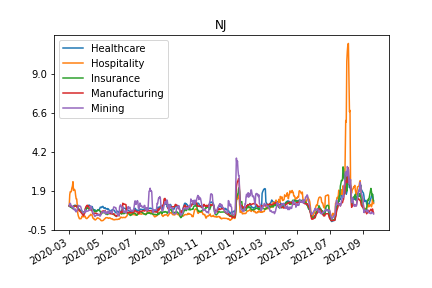 NJ
Healthcare
Hospitality
Insurance
Manufacturing
Mining
9.0
6.6
4.2
1.9
-0.5
2020-03
2020-05
2020-07
2020-09
2020-11
2021-01
2021-03
2021-05
2021-07
2021-09